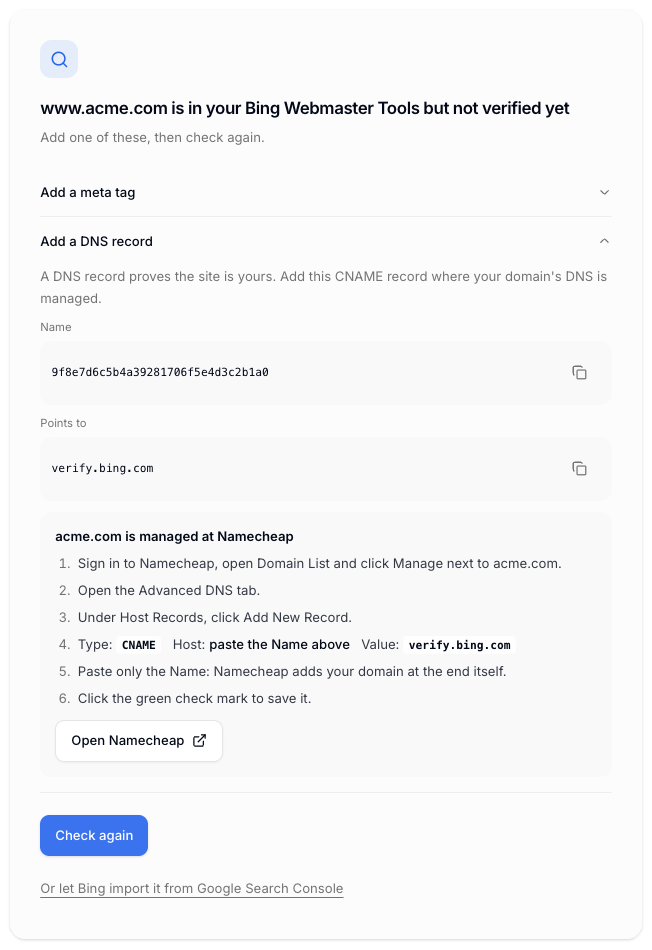 www.acme.com is in your Bing Webmaster Tools but not verified yet
Add one of these, then check again.
Add a meta tag
Add a DNS record
A DNS record proves the site is yours. Add this CNAME record where your domain's DNS is
managed.
Name
9f8e7d6c5b4a39281706f5e4d3c2b1a0
Points to
verify.bing.com
acme.com is managed at Namecheap
1. Sign in to Namecheap, open Domain List and click Manage next to acme.com.
2. Open the Advanced DNS tab.
3. Under Host Records, click Add New Record.
4. Type: CNAME Host: paste the Name above Value: verify.bing.com
5. Paste only the Name: Namecheap adds your domain at the end itself.
6. Click the green check mark to save it.
Open Namecheap
Check again
Or let Bing import it from Google Search Console